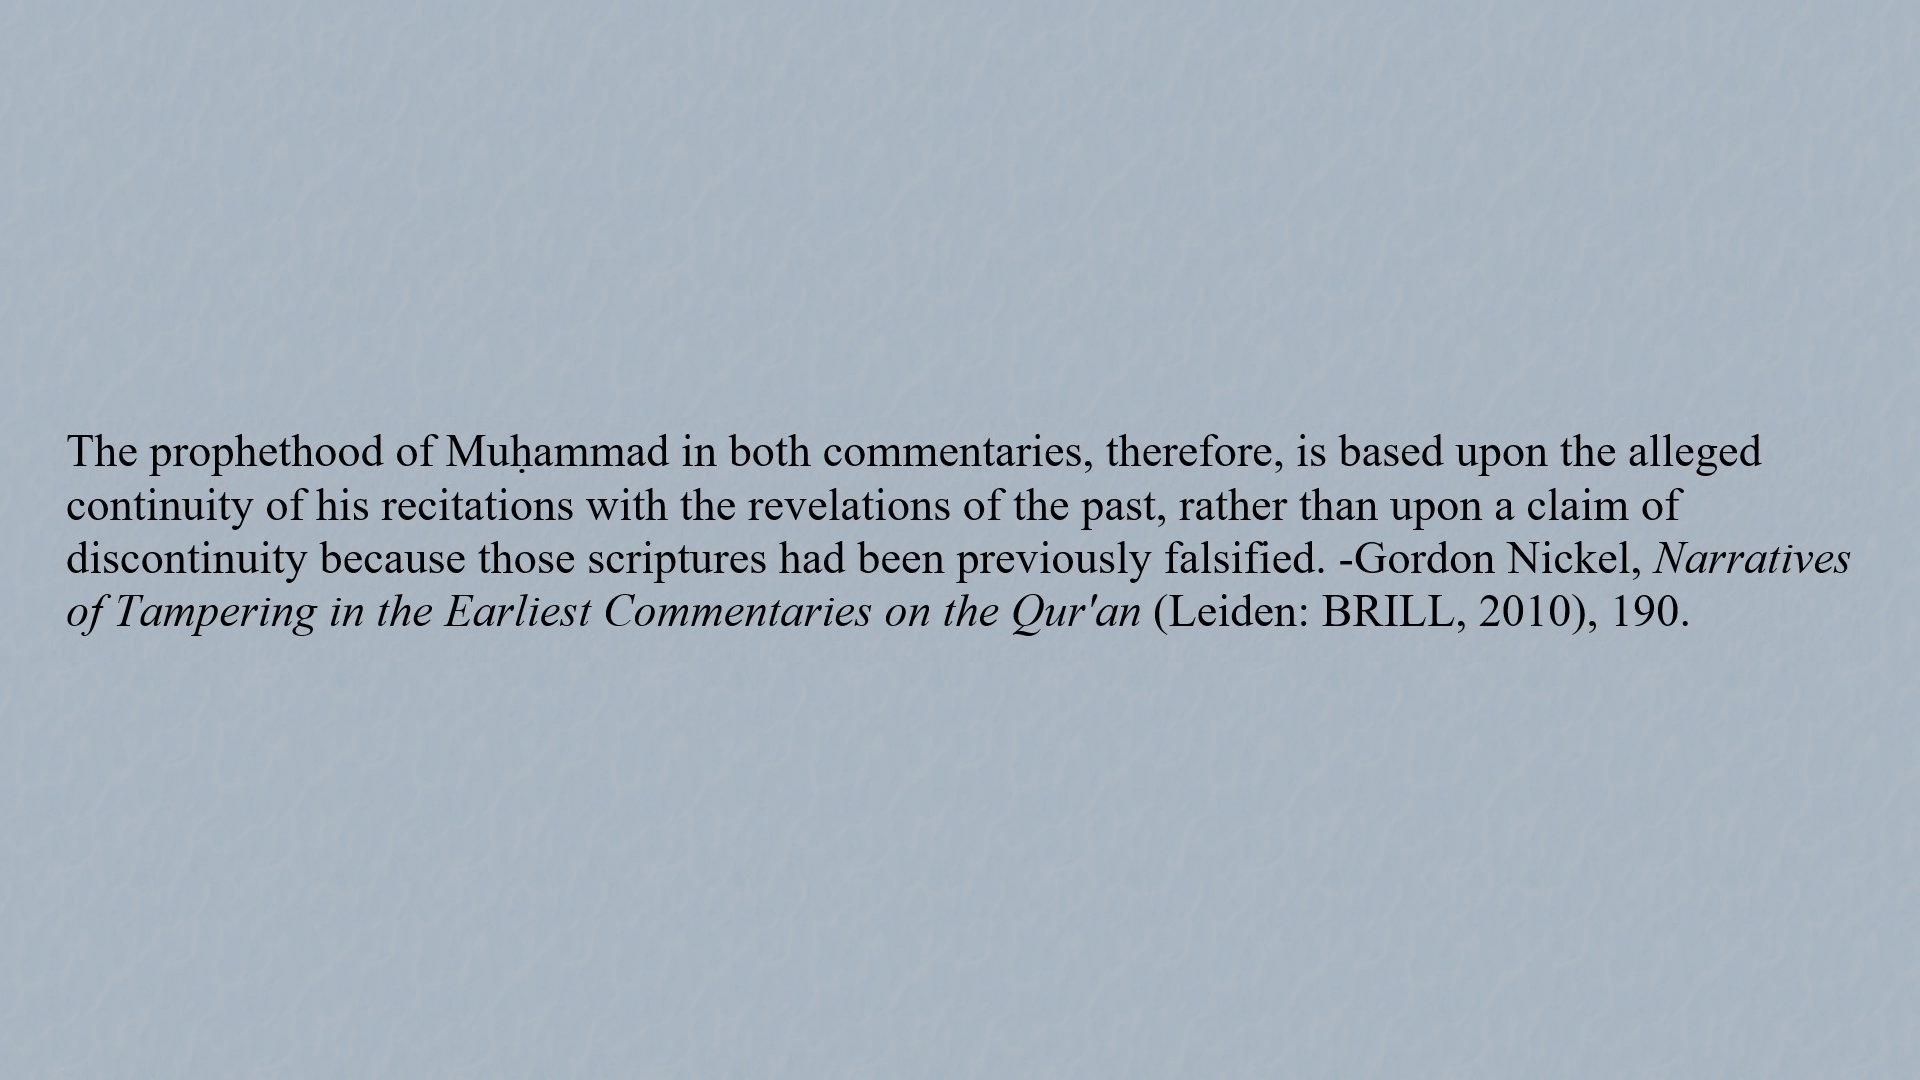 The prophethood of Muḥammad in both commentaries, therefore, is based upon the alleged
continuity of his recitations with the revelations of the past, rather than upon a claim of
discontinuity because those scriptures had been previously falsified. -Gordon Nickel, Narratives
of Tampering in the Earliest Commentaries on the Qur'an (Leiden: BRILL, 2010), 190.